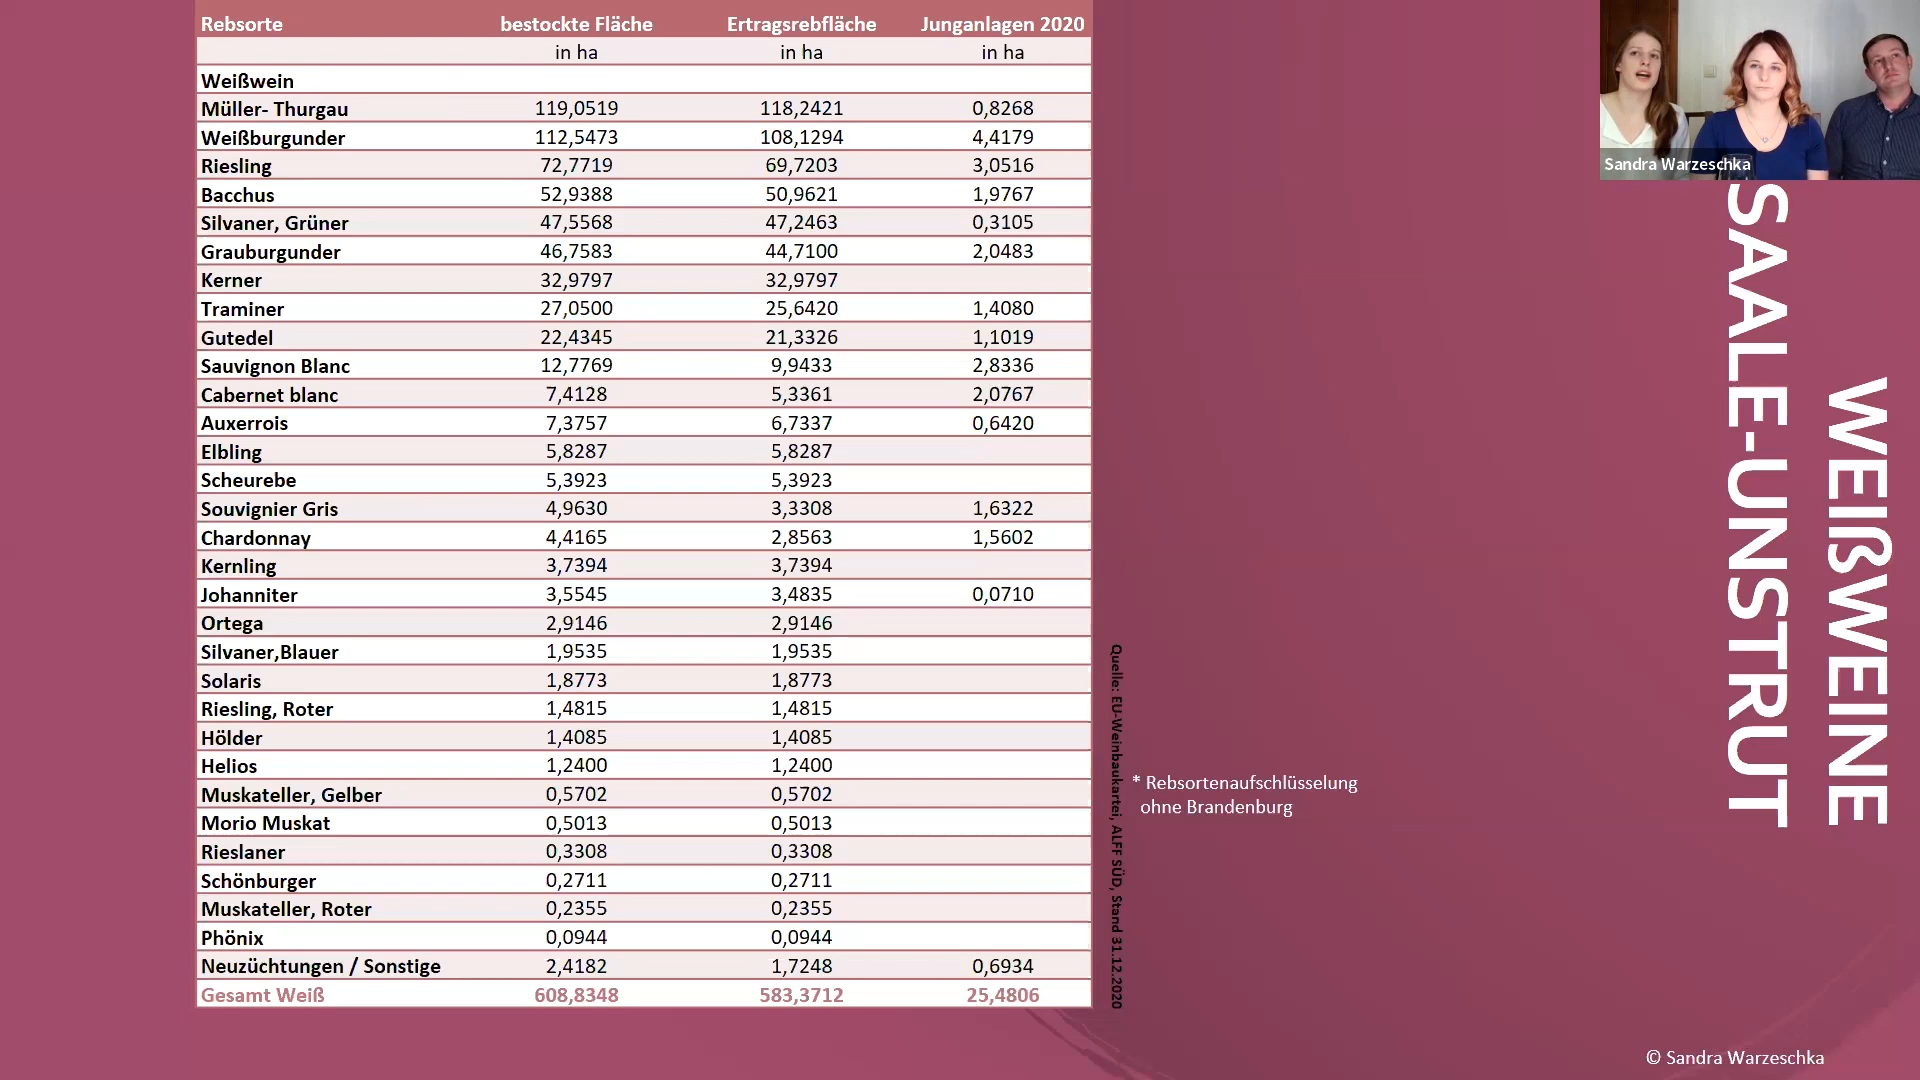 Rebsorte bestockte Fläche Ertragsrebfläche Junganlagen 2020
in ha in ha in ha
Weißwein
Müller- Thurgau 119,0519 118,2421 0,8268
Weißburgunder 112,5473 108,1294 4,4179
Riesling 72,7719 69,7203 3,0516
Bacchus 52,9388 50,9621 1,9767
Silvaner, Grüner 47,5568 47,2463 0,3105
Grauburgunder 46,7583 44,7100 2,0483
Kerner 32,9797 32,9797
Traminer 27,0500 25,6420 1,4080
Gutedel 22,4345 21,3326 1,1019
Sauvignon Blanc 12,7769 9,9433 2,8336
Cabernet blanc 7,4128 5,3361 2,0767
Auxerrois 7,3757 6,7337 0,6420
Elbling 5,8287 5,8287
Scheurebe 5,3923 5,3923
Souvignier Gris 4,9630 3,3308 1,6322
Chardonnay 4,4165 2,8563 1,5602
Kernling 3,7394 3,7394
Johanniter 3,5545 3,4835 0,0710
Ortega 2,9146 2,9146
Silvaner,Blauer 1,9535 1,9535
Solaris 1,8773 1,8773
Riesling, Roter 1,4815 1,4815
Hölder 1,4085 1,4085
Helios 1,2400 1,2400
Muskateller, Gelber 0,5702 0,5702
Morio Muskat 0,5013 0,5013
Rieslaner 0,3308 0,3308
Schönburger 0,2711 0,2711
Muskateller, Roter 0,2355 0,2355
Phönix 0,0944 0,0944
Neuzüchtungen / Sonstige 2,4182 1,7248 0,6934
Gesamt Weiß 608,8348 583,3712 25,4806
Quelle: EU-Weinbaukartei, ALFF SÜD, Stand 31.12.2020
* Rebsortenaufschlüsselung
ohne Brandenburg
WEIẞWEINE
SAALE-UNSTRUT
Sandra Warzeschka
© Sandra Warzeschka